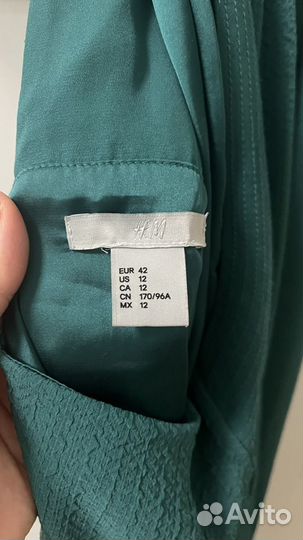 H&M
EUR 42
US 12
CA 12
CN 170/96A
MX 12
Avito